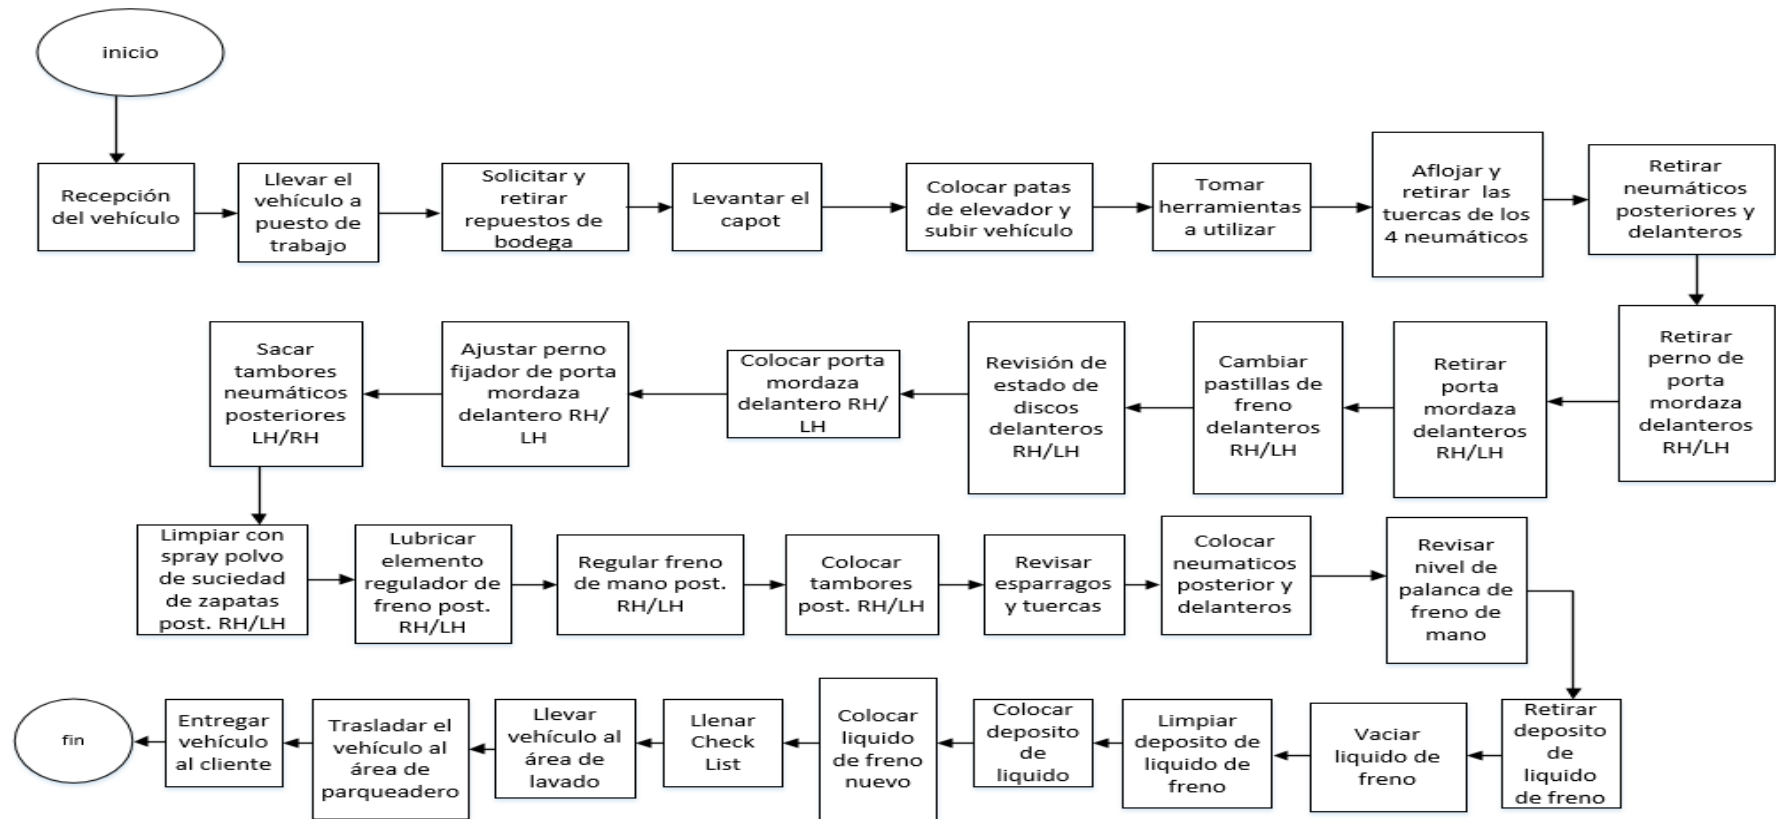 inicio
Recepción
del vehículo
Llevar el
vehículo a
puesto de
trabajo
Solicitar y
retirar
repuestos de
bodega
Levantar el
capot
Colocar patas
de elevador y
subir vehículo
Tomar
herramientas
a utilizar
Aflojar y
retirar las
tuercas de los
4 neumáticos
Retirar
neumáticos
posteriores y
delanteros
Retirar
perno de
porta
mordaza
delanteros
RH/LH
Retirar
porta
mordaza
delanteros
RH/LH
Cambiar
pastillas de
freno
delanteros
RH/LH
Revisión de
estado de
discos
delanteros
RH/LH
Colocar porta
mordaza
delantero RH/
LH
Ajustar perno
fijador de porta
mordaza
delantero RH/
LH
Sacar
tambores
neumáticos
posteriores
LH/RH
Limpiar con
spray polvo
de suciedad
de zapatas
post. RH/LH
Lubricar
elemento
regulador de
freno post.
RH/LH
Regular freno
de mano post.
RH/LH
Colocar
tambores
post. RH/LH
Revisar
esparragos
y tuercas
Colocar
neumaticos
posterior y
delanteros
Revisar
nivel de
palanca de
freno de
mano
Retirar
deposito
de
liquido
de freno
Vaciar
liquido de
freno
Limpiar
deposito de
liquido de
freno
Colocar
deposito
de
liquido
Colocar
liquido
de freno
nuevo
Llenar
Check
List
Llevar
vehículo al
área de
lavado
Trasladar el
vehículo al
área de
parqueadero
Entregar
vehículo
al cliente
fin